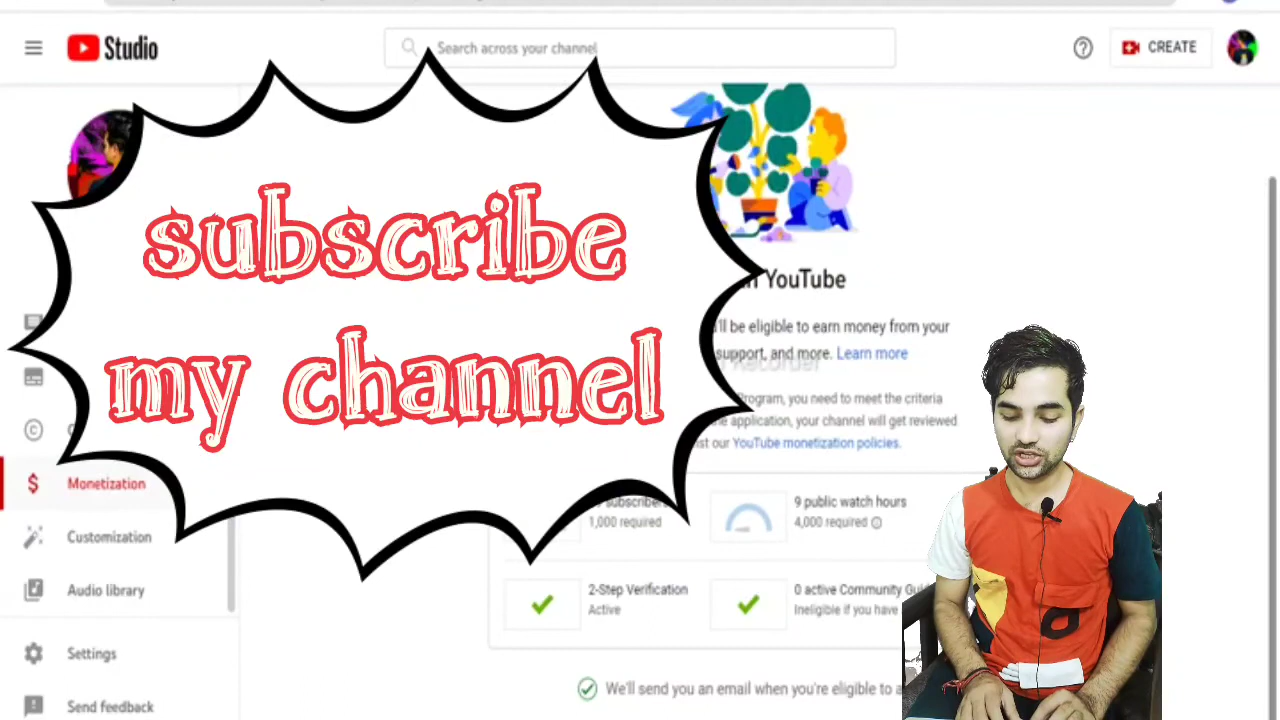 Studio
Search across your channel
CREATE
subscribe
my channel
YouTube
'll be eligible to earn money from your
support, and more. Learn more
Recorder
Program, you need to meet the criteria
application, your channel will get reviewed
our YouTube monetization policies.
Monetization
subscribers
1,000 required
9 public watch hours
4,000 required
Customization
Audio library
2-Step Verification
Active
0 active Community
Ineligible if you have
Settings
We'll send you an email when you're eligible to
Send feedback